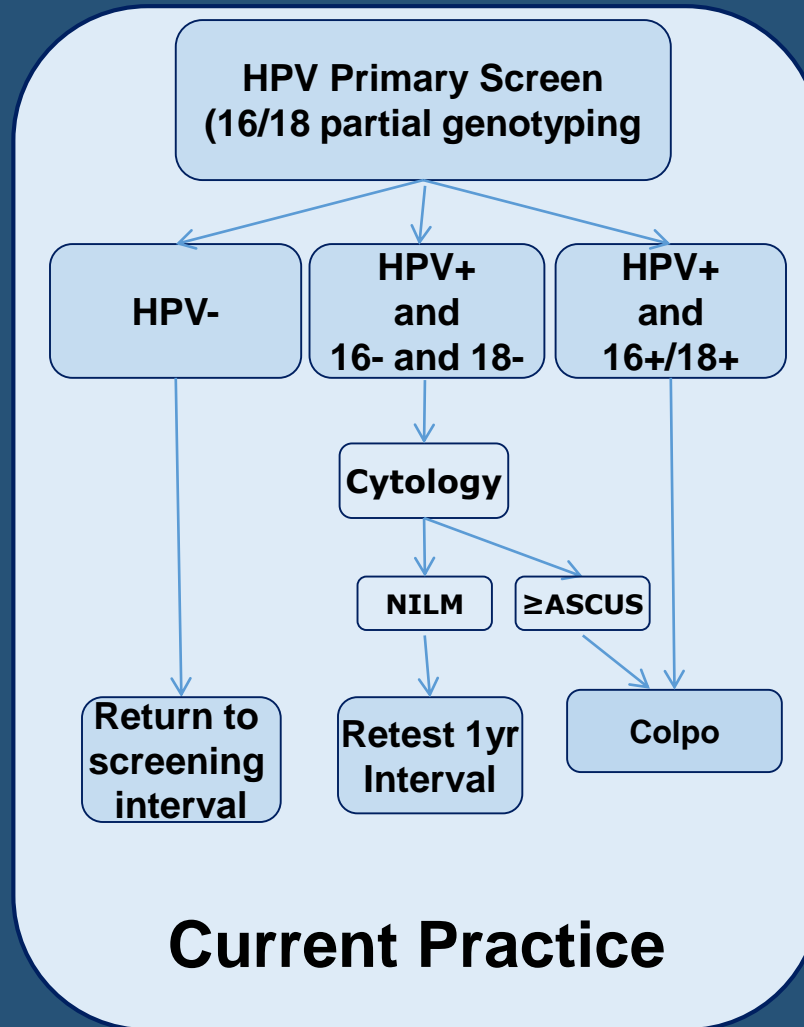 HPV Primary Screen
(16/18 partial genotyping
HPV-
HPV+
and
16- and 18-
HPV+
and
16+/18+
Cytology
NILM
≥ASCUS
Return to
screening
interval
Retest 1yr
Interval
Colpo
Current Practice